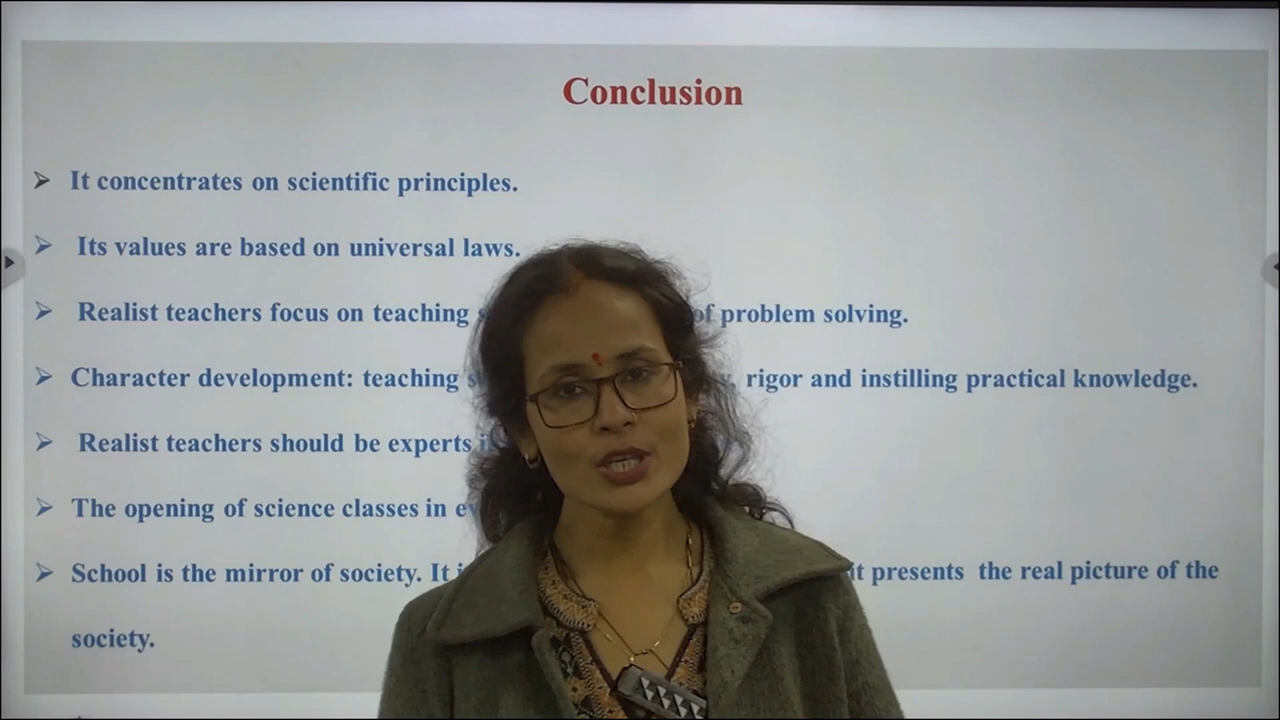 Conclusion
It concentrates on scientific principles.
Its values are based on universal laws.
Realist teachers focus on teaching of problem solving.
Character development: teaching rigor and instilling practical knowledge.
Realist teachers should be experts
The opening of science classes in
School is the mirror of society. It it presents the real picture of the
society.